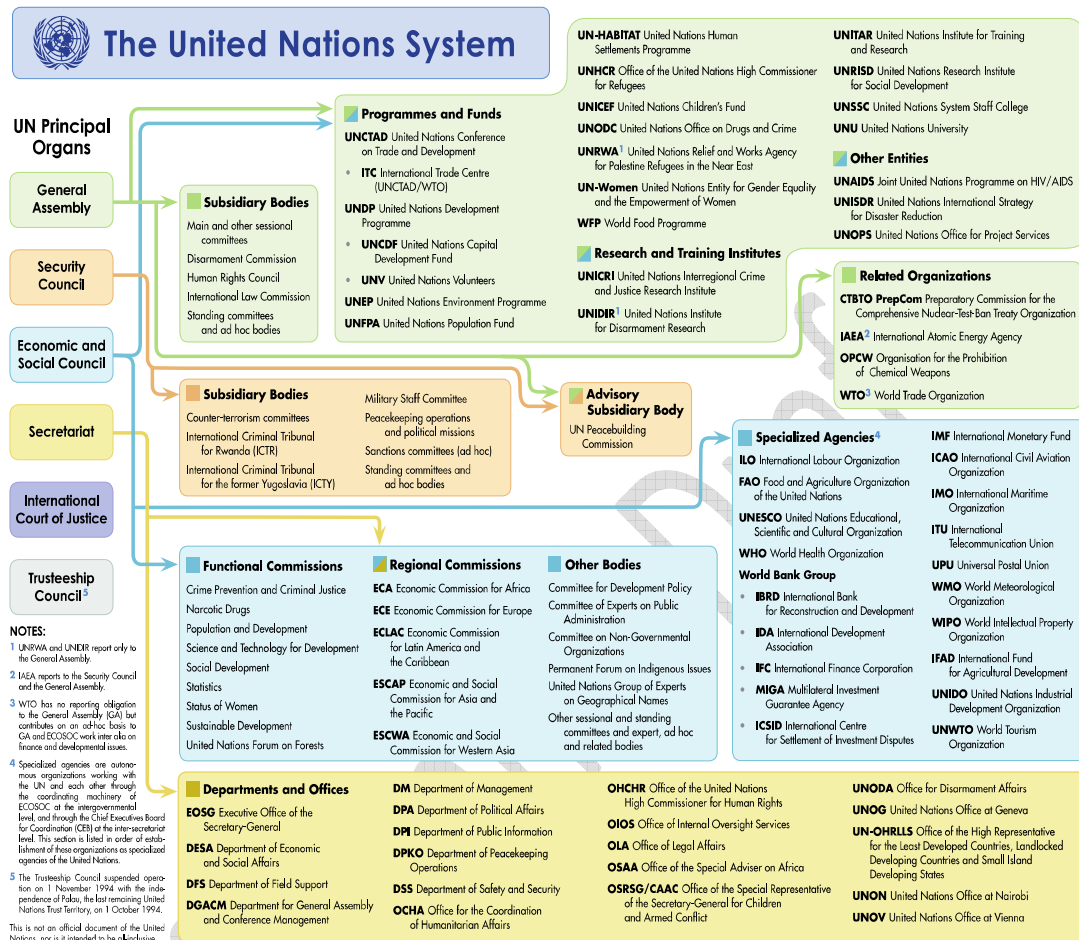 The United Nations System
UN Principal
Organs
General
Assembly
Security
Council
Economic and
Social Council
Secretariat
International
Court of Justice
Trusteeship
Council5
NOTES:
1 UNRWA and UNIDIR report only to
the General Assembly.
2 IAEA reports to the Security Council
and the General Assembly.
3 WTO has no reporting obligation
to the General Assembly (GA) but
contributes on an ad-hoc basis to
GA and ECOSOC work inter alia on
finance and developmental issues.
4 Specialized agencies are autono-
mous organizations working with
the UN and each other through
the coordinating machinery of
ECOSOC at the intergovernmental
level, and through the Chief Executives Board
for Coordination (CEB) at the inter-secretariat
level. This section is listed in order of estab-
lishment of these organizations as specialized
agencies of the United Nations.
5 The Trusteeship Council suspended opera-
tion on 1 November 1994 with the inde-
pendence of Palau, the last remaining United
Nations Trust Territory, on 1 October 1994.
This is not an official document of the United
Nations, nor is it intended to be all-inclusive.
Subsidiary Bodies
Main and other sessional
committees
Disarmament Commission
Human Rights Council
International Law Commission
Standing committees
and ad hoc bodies
Programmes and Funds
UNCTAD United Nations Conference
on Trade and Development
• ITC International Trade Centre
(UNCTAD/WTO)
UNDP United Nations Development
Programme
• UNCDF United Nations Capital
Development Fund
• UNV United Nations Volunteers
UNEP United Nations Environment Programme
UNFPA United Nations Population Fund
UN-HABITAT United Nations Human
Settlements Programme
UNHCR Office of the United Nations High Commissioner
for Refugees
UNICEF United Nations Children's Fund
UNODC United Nations Office on Drugs and Crime
UNRWA1 United Nations Relief and Works Agency
for Palestine Refugees in the Near East
UN-Women United Nations Entity for Gender Equality
and the Empowerment of Women
WFP World Food Programme
Research and Training Institutes
UNICRI United Nations Interregional Crime
and Justice Research Institute
UNIDIR1 United Nations Institute
for Disarmament Research
UNITAR United Nations Institute for Training
and Research
UNRISD United Nations Research Institute
for Social Development
UNSSC United Nations System Staff College
UNU United Nations University
Other Entities
UNAIDS Joint United Nations Programme on HIV/AIDS
UNISDR United Nations International Strategy
for Disaster Reduction
UNOPS United Nations Office for Project Services
Related Organizations
CTBTO PrepCom Preparatory Commission for the
Comprehensive Nuclear-Test-Ban Treaty Organization
IAEA2 International Atomic Energy Agency
OPCW Organisation for the Prohibition
of Chemical Weapons
WTO3 World Trade Organization
Subsidiary Bodies
Counter-terrorism committees
International Criminal Tribunal
for Rwanda (ICTR)
International Criminal Tribunal
for the former Yugoslavia (ICTY)
Military Staff Committee
Peacekeeping operations
and political missions
Sanctions committees (ad hoc)
Standing committees and
ad hoc bodies
Advisory
Subsidiary Body
UN Peacebuilding
Commission
Specialized Agencies4
ILO International Labour Organization
FAO Food and Agriculture Organization
of the United Nations
UNESCO United Nations Educational,
Scientific and Cultural Organization
WHO World Health Organization
World Bank Group
• IBRD International Bank
for Reconstruction and Development
• IDA International Development
Association
• IFC International Finance Corporation
• MIGA Multilateral Investment
Guarantee Agency
• ICSID International Centre
for Settlement of Investment Disputes
IMF International Monetary Fund
ICAO International Civil Aviation
Organization
IMO International Maritime
Organization
ITU International
Telecommunication Union
UPU Universal Postal Union
WMO World Meteorological
Organization
WIPO World Intellectual Property
Organization
IFAD International Fund
for Agricultural Development
UNIDO United Nations Industrial
Development Organization
UNWTO World Tourism
Organization
Functional Commissions
Crime Prevention and Criminal Justice
Narcotic Drugs
Population and Development
Science and Technology for Development
Social Development
Statistics
Status of Women
Sustainable Development
United Nations Forum on Forests
Regional Commissions
ECA Economic Commission for Africa
ECE Economic Commission for Europe
ECLAC Economic Commission
for Latin America and
the Caribbean
ESCAP Economic and Social
Commission for Asia and
the Pacific
ESCWA Economic and Social
Commission for Western Asia
Other Bodies
Committee for Development Policy
Committee of Experts on Public
Administration
Committee on Non-Governmental
Organizations
Permanent Forum on Indigenous Issues
United Nations Group of Experts
on Geographical Names
Other sessional and standing
committees and expert, ad hoc
and related bodies
Departments and Offices
EOSG Executive Office of the
Secretary-General
DESA Department of Economic
and Social Affairs
DFS Department of Field Support
DGACM Department for General Assembly
and Conference Management
DM Department of Management
DPA Department of Political Affairs
DPI Department of Public Information
DPKO Department of Peacekeeping
Operations
DSS Department of Safety and Security
OCHA Office for the Coordination
of Humanitarian Affairs
OHCHR Office of the United Nations
High Commissioner for Human Rights
OIOS Office of Internal Oversight Services
OLA Office of Legal Affairs
OSAA Office of the Special Adviser on Africa
OSRSG/CAAC Office of the Special Representative
of the Secretary-General for Children
and Armed Conflict
UNODA Office for Disarmament Affairs
UNOG United Nations Office at Geneva
UN-OHRLLS Office of the High Representative
for the Least Developed Countries, Landlocked
Developing Countries and Small Island
Developing States
UNON United Nations Office at Nairobi
UNOV United Nations Office at Vienna